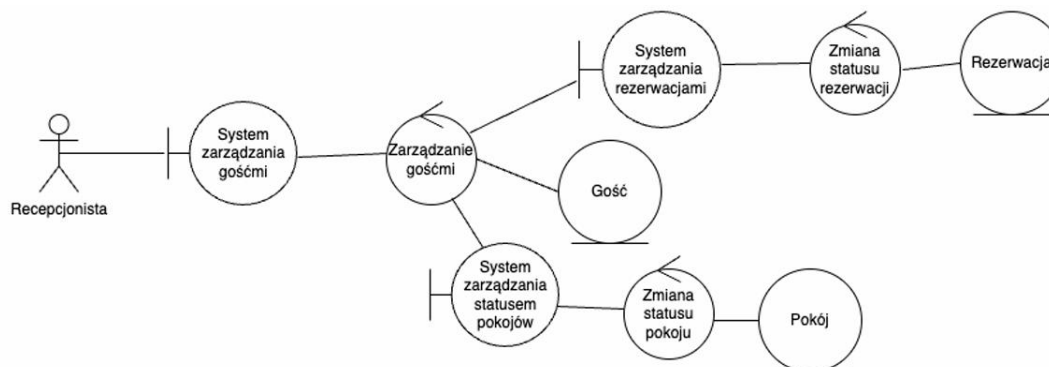 Recepcjonista
System
zarządzania
gośćmi
Zarządzanie
gośćmi
System
zarządzania
rezerwacjami
Zmiana
statusu
rezerwacji
Rezerwacja
Gość
System
zarządzania
statusem
pokojów
Zmiana
statusu
pokoju
Pokój